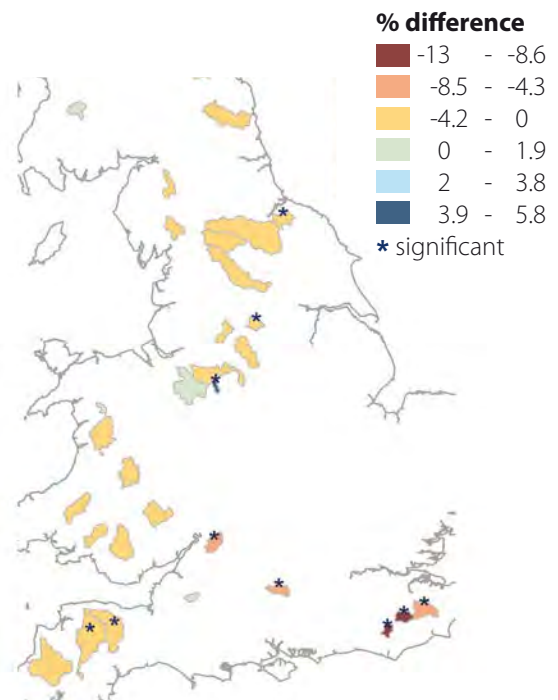 % difference
-13 - -8.6
-8.5 - -4.3
-4.2 - 0
0 - 1.9
2 - 3.8
3.9 - 5.8
* significant